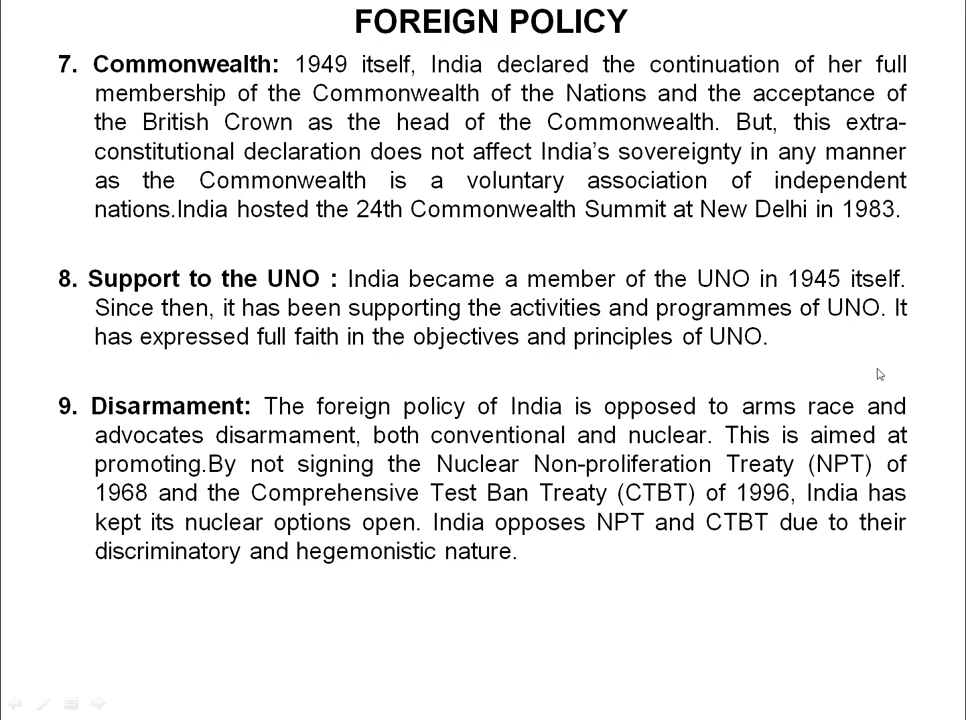 FOREIGN POLICY
7. Commonwealth: 1949 itself, India declared the continuation of her full
membership of the Commonwealth of the Nations and the acceptance of
the British Crown as the head of the Commonwealth. But, this extra-
constitutional declaration does not affect India's sovereignty in any manner
as the Commonwealth is a voluntary association of independent
nations.India hosted the 24th Commonwealth Summit at New Delhi in 1983.
8. Support to the UNO : India became a member of the UNO in 1945 itself.
Since then, it has been supporting the activities and programmes of UNO. It
has expressed full faith in the objectives and principles of UNO.
9. Disarmament: The foreign policy of India is opposed to arms race and
advocates disarmament, both conventional and nuclear. This is aimed at
promoting.By not signing the Nuclear Non-proliferation Treaty (NPT) of
1968 and the Comprehensive Test Ban Treaty (CTBT) of 1996, India has
kept its nuclear options open. India opposes NPT and CTBT due to their
discriminatory and hegemonistic nature.